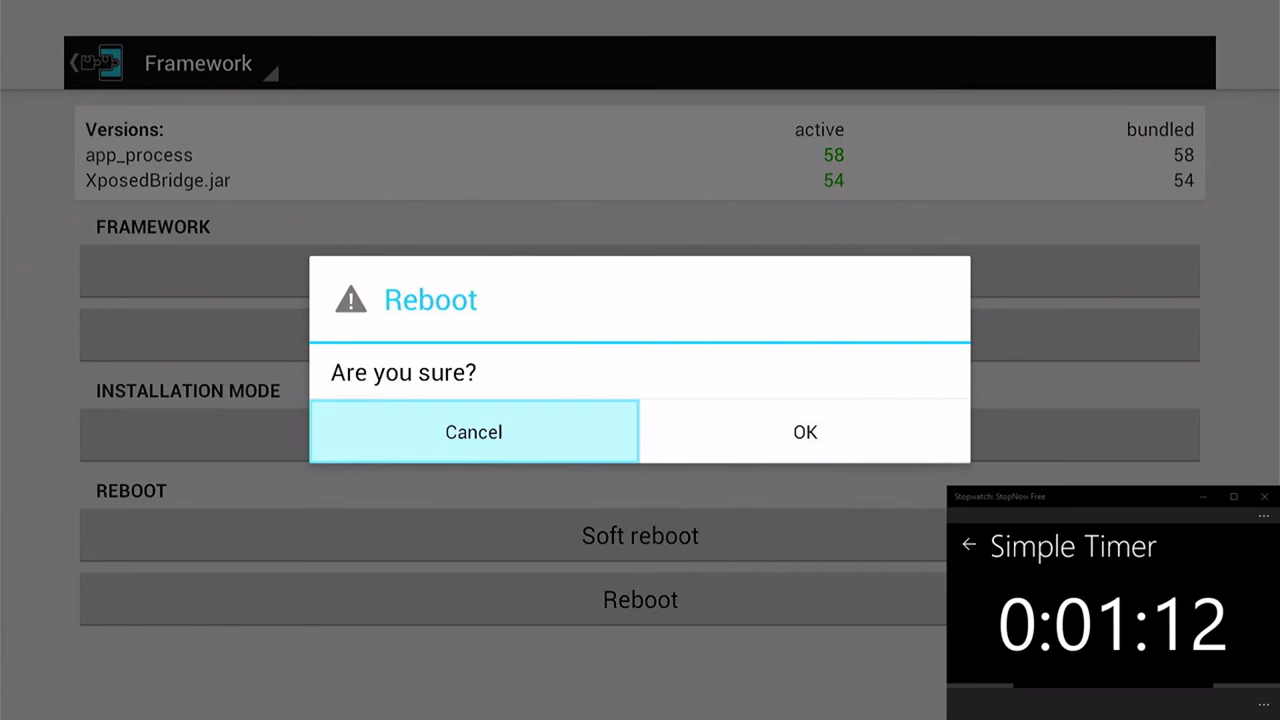 Framework
Versions: active bundled
app_process 58 58
XposedBridge.jar 54 54
FRAMEWORK
Reboot
Are you sure?
Cancel OK
INSTALLATION MODE
REBOOT
Soft reboot
Reboot
Stopwatch: StopNow Free
Simple Timer
0:01:12